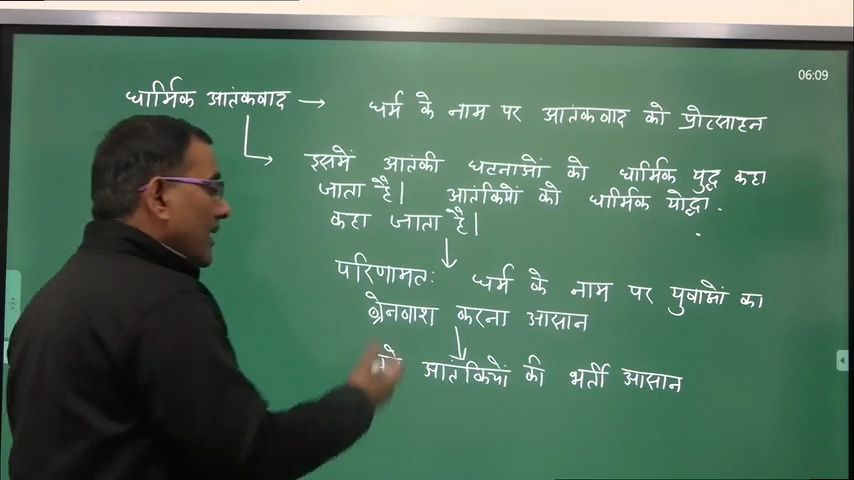 06:09
धार्मिक आतंकवाद → धर्म के नाम पर आतंकवाद को प्रोत्साहन
इसमें आतंकी घटनाओं को धार्मिक युद्ध कहा
जाता है। आतंकियों को धार्मिक योद्धा
कहा जाता है।
परिणामतः धर्म के नाम पर युवाओं का
ब्रेनवाश करना आसान
आतंकियों की भर्ती आसान